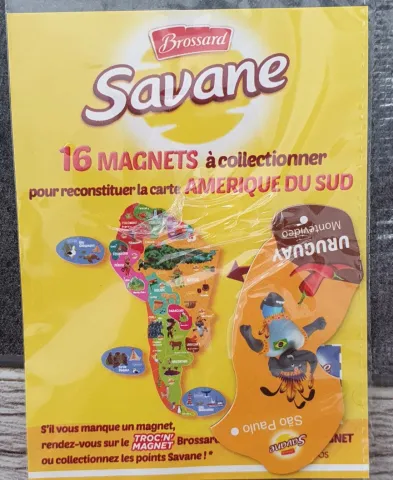 Brossard
Savane
16 MAGNETS à collectionner
pour reconstituer la carte AMERIQUE DU SUD
URUGUAY
Montevideo
São Paulo
Savane
S'il vous manque un magnet,
rendez-vous sur le TROC'N' MAGNET Brossard
ou collectionnez les points Savane ! *